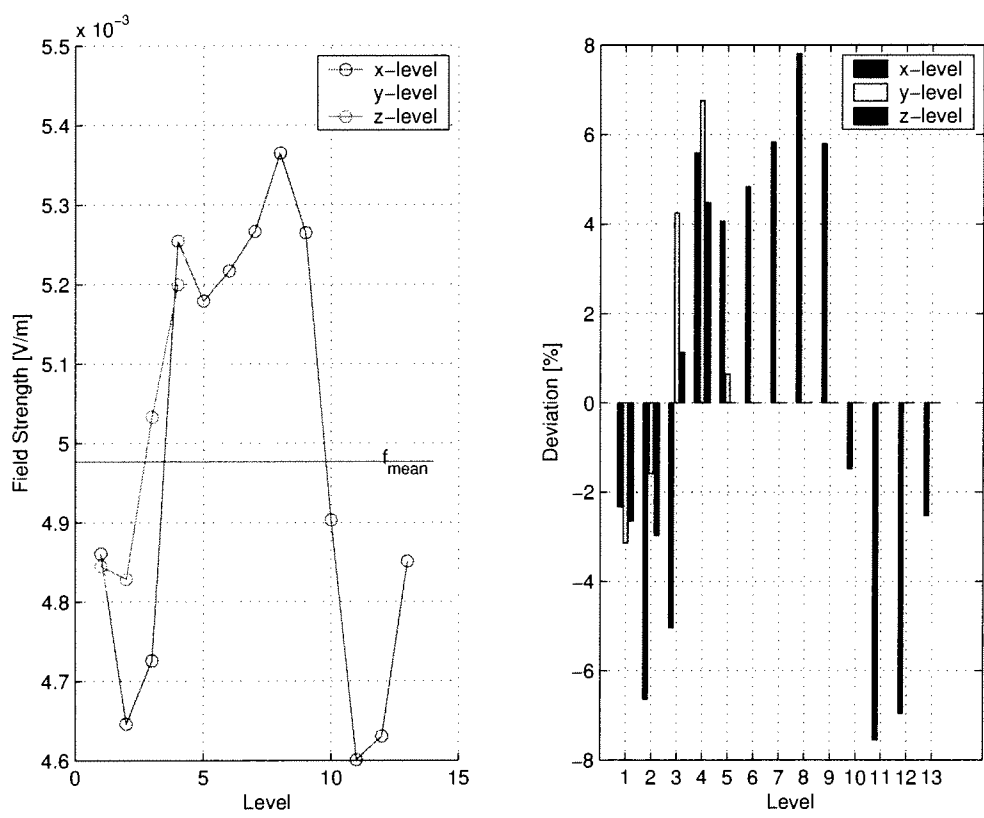 x 10⁻³
5.5
5.4
5.3
5.2
5.1
5
4.9
4.8
4.7
4.6
0 5 10 15
Level
Field Strength [V/m]
x-level
y-level
z-level
f_mean
8
6
4
2
0
-2
-4
-6
-8
1 2 3 4 5 6 7 8 9 10 11 12 13
Level
Deviation [%]
x-level
y-level
z-level